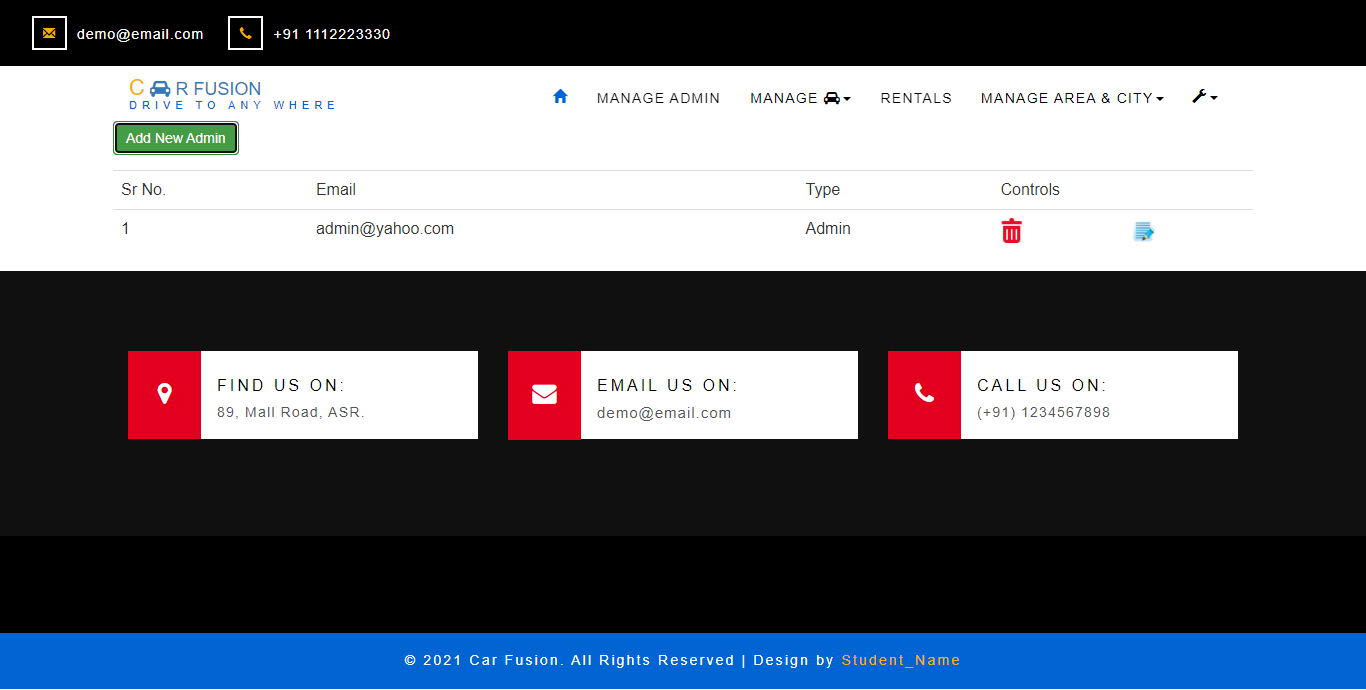 demo@email.com +91 1112223330
C R FUSION
DRIVE TO ANY WHERE
MANAGE ADMIN MANAGE RENTALS MANAGE AREA & CITY
Add New Admin
Sr No. Email Type Controls
1 admin@yahoo.com Admin
FIND US ON:
89, Mall Road, ASR.
EMAIL US ON:
demo@email.com
CALL US ON:
(+91) 1234567898
© 2021 Car Fusion. All Rights Reserved | Design by Student_Name